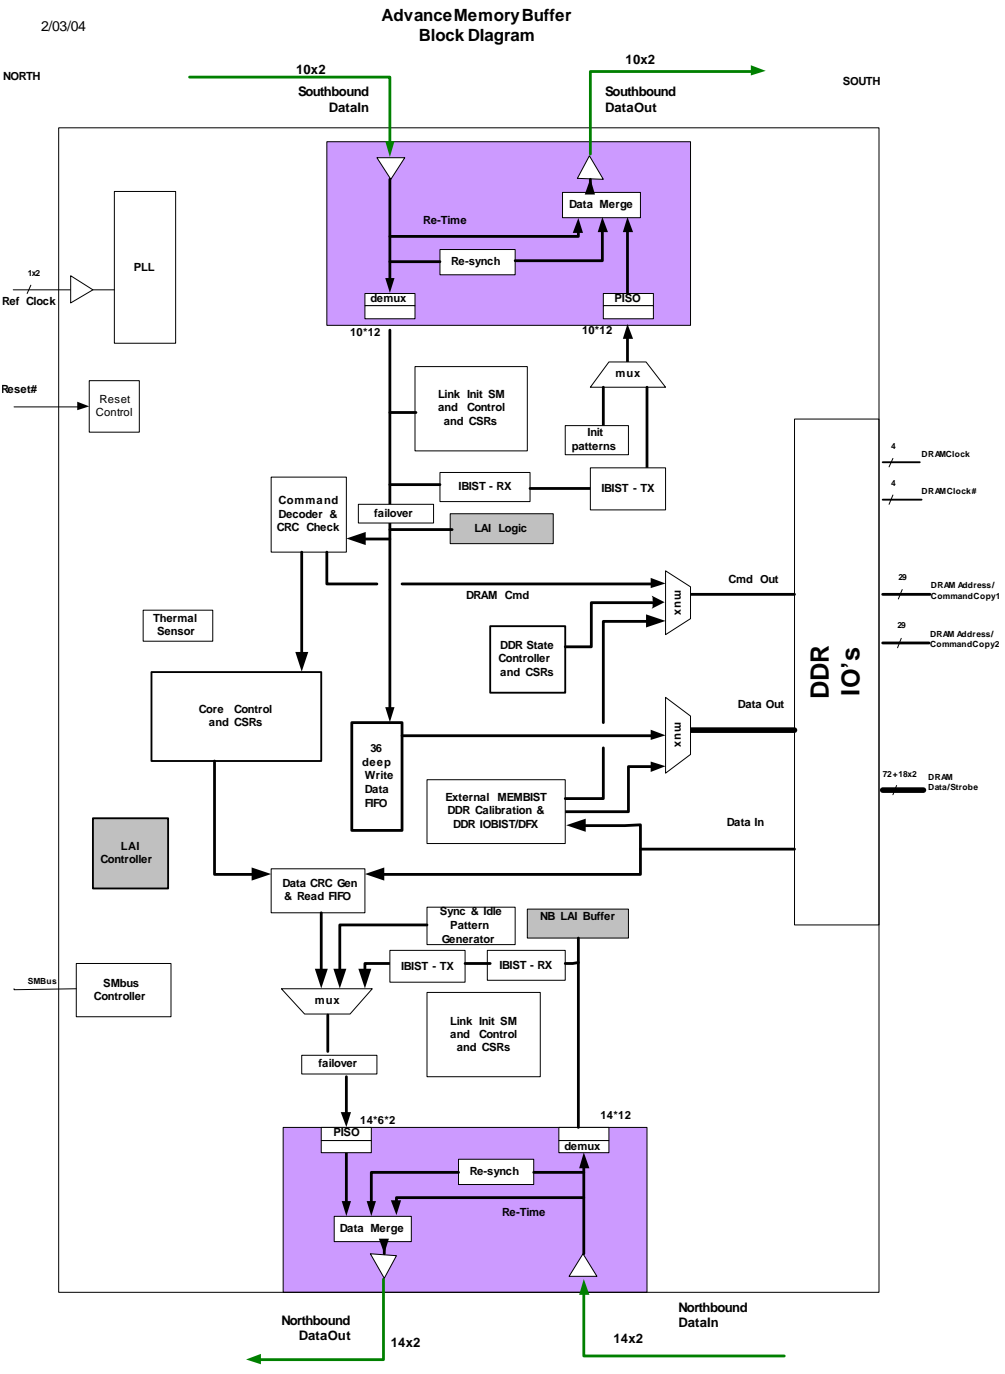 2/03/04
Advance Memory Buffer
Block DIagram
NORTH
SOUTH
10x2
10x2
Southbound
DataIn
Southbound
DataOut
Data Merge
Re-Time
Re-synch
PLL
1x2
Ref Clock
demux
PISO
10*12
10*12
mux
Reset#
Reset
Control
Link Init SM
and Control
and CSRs
Init
patterns
IBIST - RX
IBIST - TX
Command
Decoder &
CRC Check
failover
LAI Logic
4
DRAMClock
4
DRAMClock#
DRAM Cmd
mux
Cmd Out
29
DRAM Address/
CommandCopy1
29
DRAM Address/
CommandCopy2
Thermal
Sensor
DDR State
Controller
and CSRs
DDR
IO's
Core Control
and CSRs
Data Out
mux
36
deep
Write
Data
FIFO
External MEMBIST
DDR Calibration &
DDR IOBIST/DFX
72+18x2
DRAM
Data/Strobe
Data In
LAI
Controller
Data CRC Gen
& Read FIFO
Sync & Idle
Pattern
Generator
NB LAI Buffer
IBIST - TX
IBIST - RX
SMBus
SMbus
Controller
mux
Link Init SM
and Control
and CSRs
failover
14*6*2
14*12
PISO
demux
Re-synch
Re-Time
Data Merge
Northbound
DataOut
14x2
Northbound
DataIn
14x2